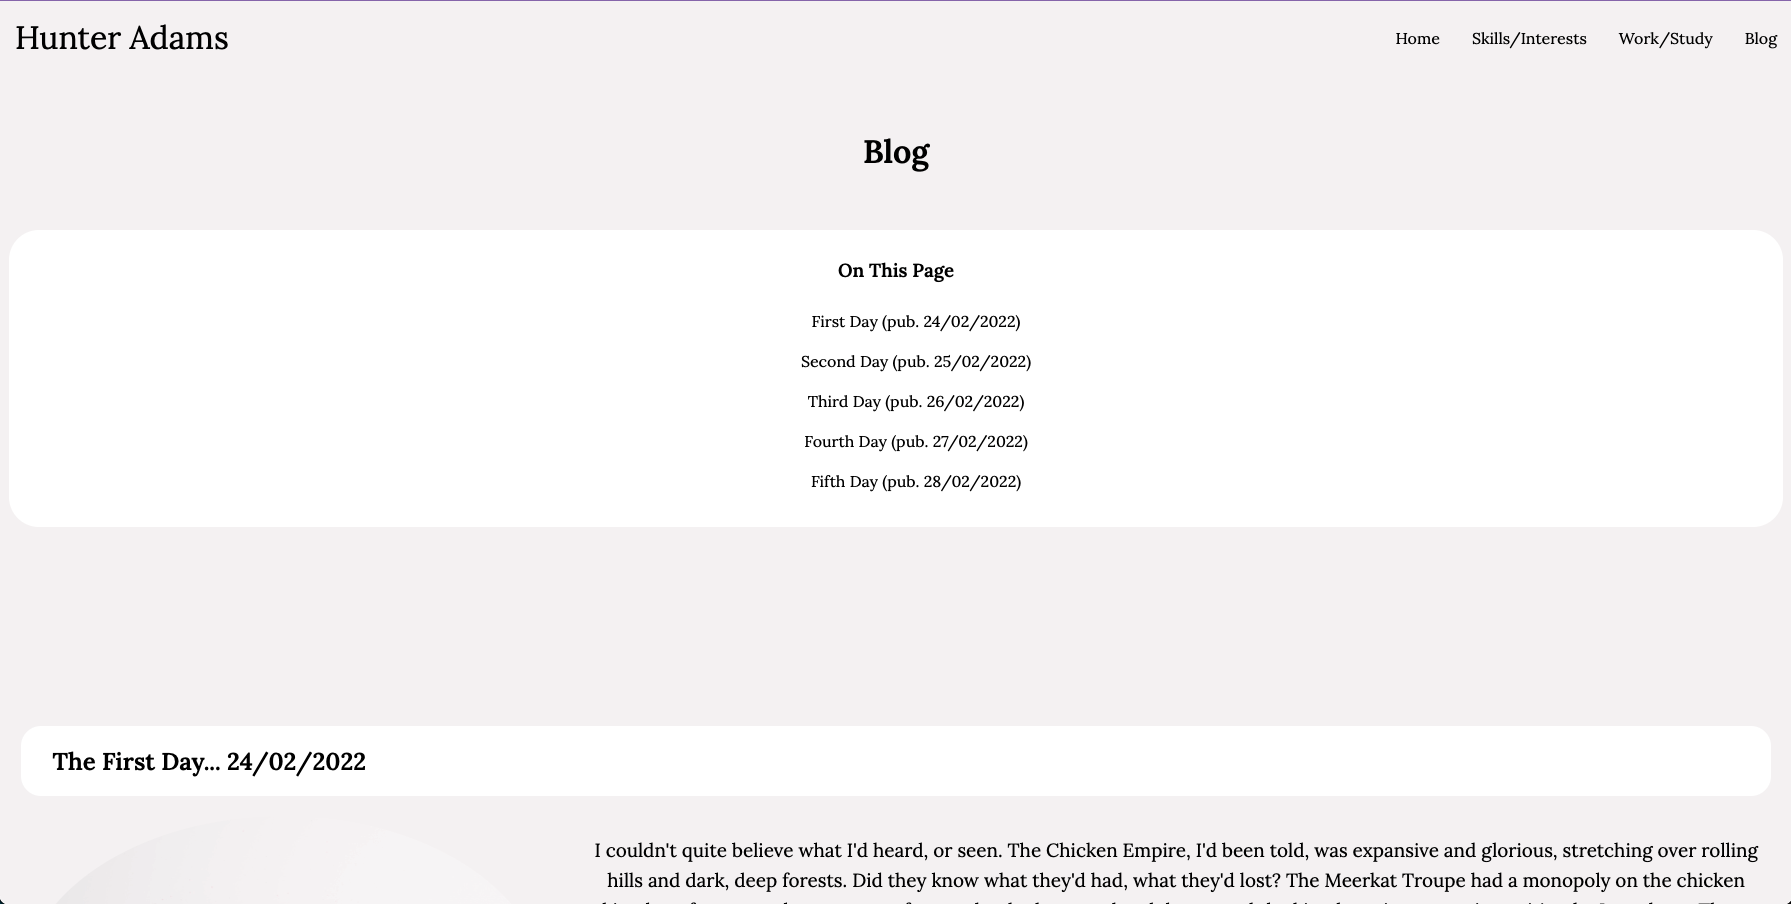 Hunter Adams
Home Skills/Interests Work/Study Blog
Blog
On This Page
First Day (pub. 24/02/2022)
Second Day (pub. 25/02/2022)
Third Day (pub. 26/02/2022)
Fourth Day (pub. 27/02/2022)
Fifth Day (pub. 28/02/2022)
The First Day... 24/02/2022
I couldn't quite believe what I'd heard, or seen. The Chicken Empire, I'd been told, was expansive and glorious, stretching over rolling
hills and dark, deep forests. Did they know what they'd had, what they'd lost? The Meerkat Troupe had a monopoly on the chicken